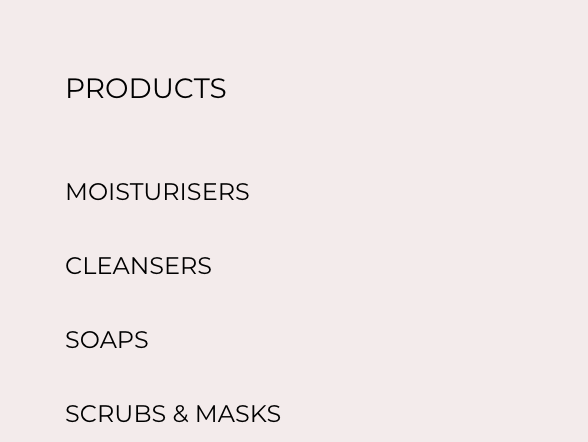 PRODUCTS
MOISTURISERS
CLEANSERS
SOAPS
SCRUBS & MASKS